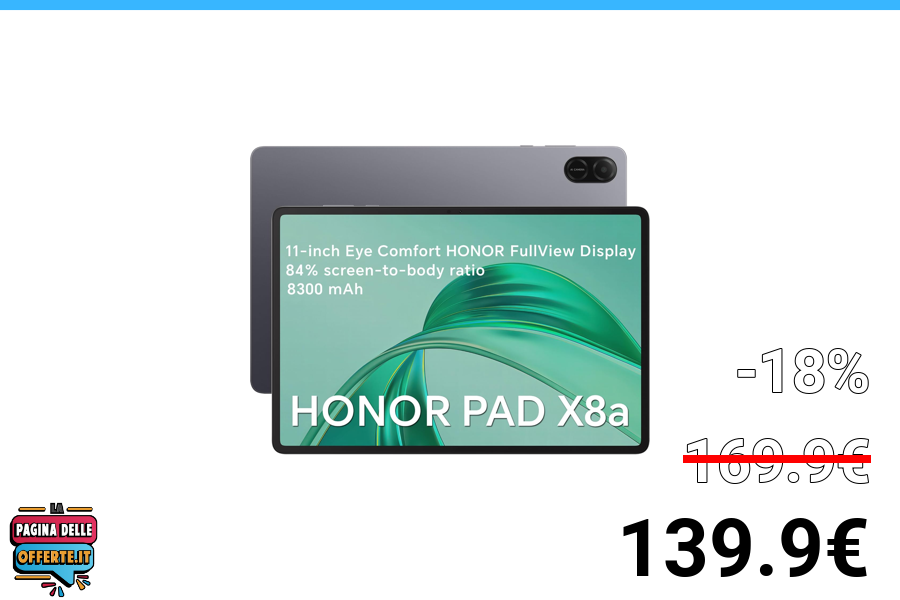 11-inch Eye Comfort HONOR FullView Display
84% screen-to-body ratio
8300 mAh
HONOR PAD X8a
-18%
169.9€
139.9€
LA
PAGINA DELLE
OFFERTE.IT